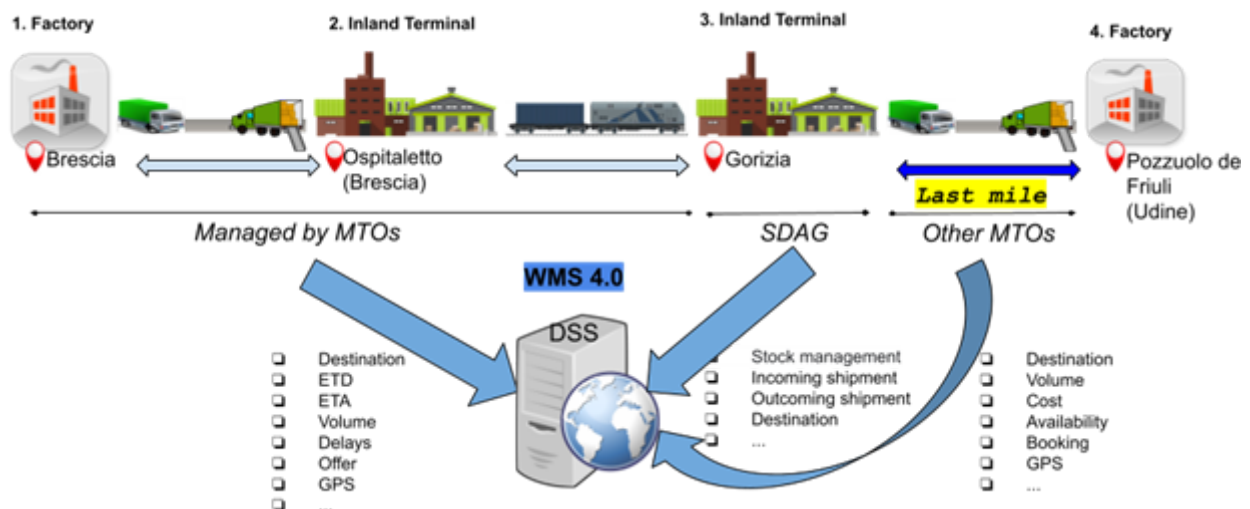 1. Factory
2. Inland Terminal
3. Inland Terminal
4. Factory
Brescia
Ospitaletto
(Brescia)
Gorizia
Pozzuolo de
Friuli
(Udine)
Last mile
Managed by MTOs
SDAG
Other MTOs
WMS 4.0
DSS
Destination
ETD
ETA
Volume
Delays
Offer
GPS
...
Stock management
Incoming shipment
Outcoming shipment
Destination
...
Destination
Volume
Cost
Availability
Booking
GPS
...